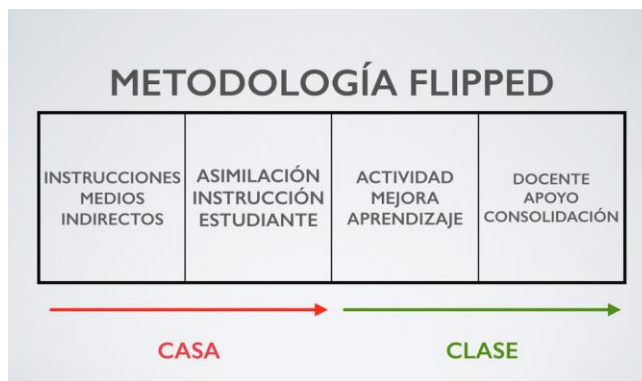 METODOLOGÍA FLIPPED
INSTRUCCIONES
MEDIOS
INDIRECTOS
ASIMILACIÓN
INSTRUCCIÓN
ESTUDIANTE
ACTIVIDAD
MEJORA
APRENDIZAJE
DOCENTE
APOYO
CONSOLIDACIÓN
CASA
CLASE